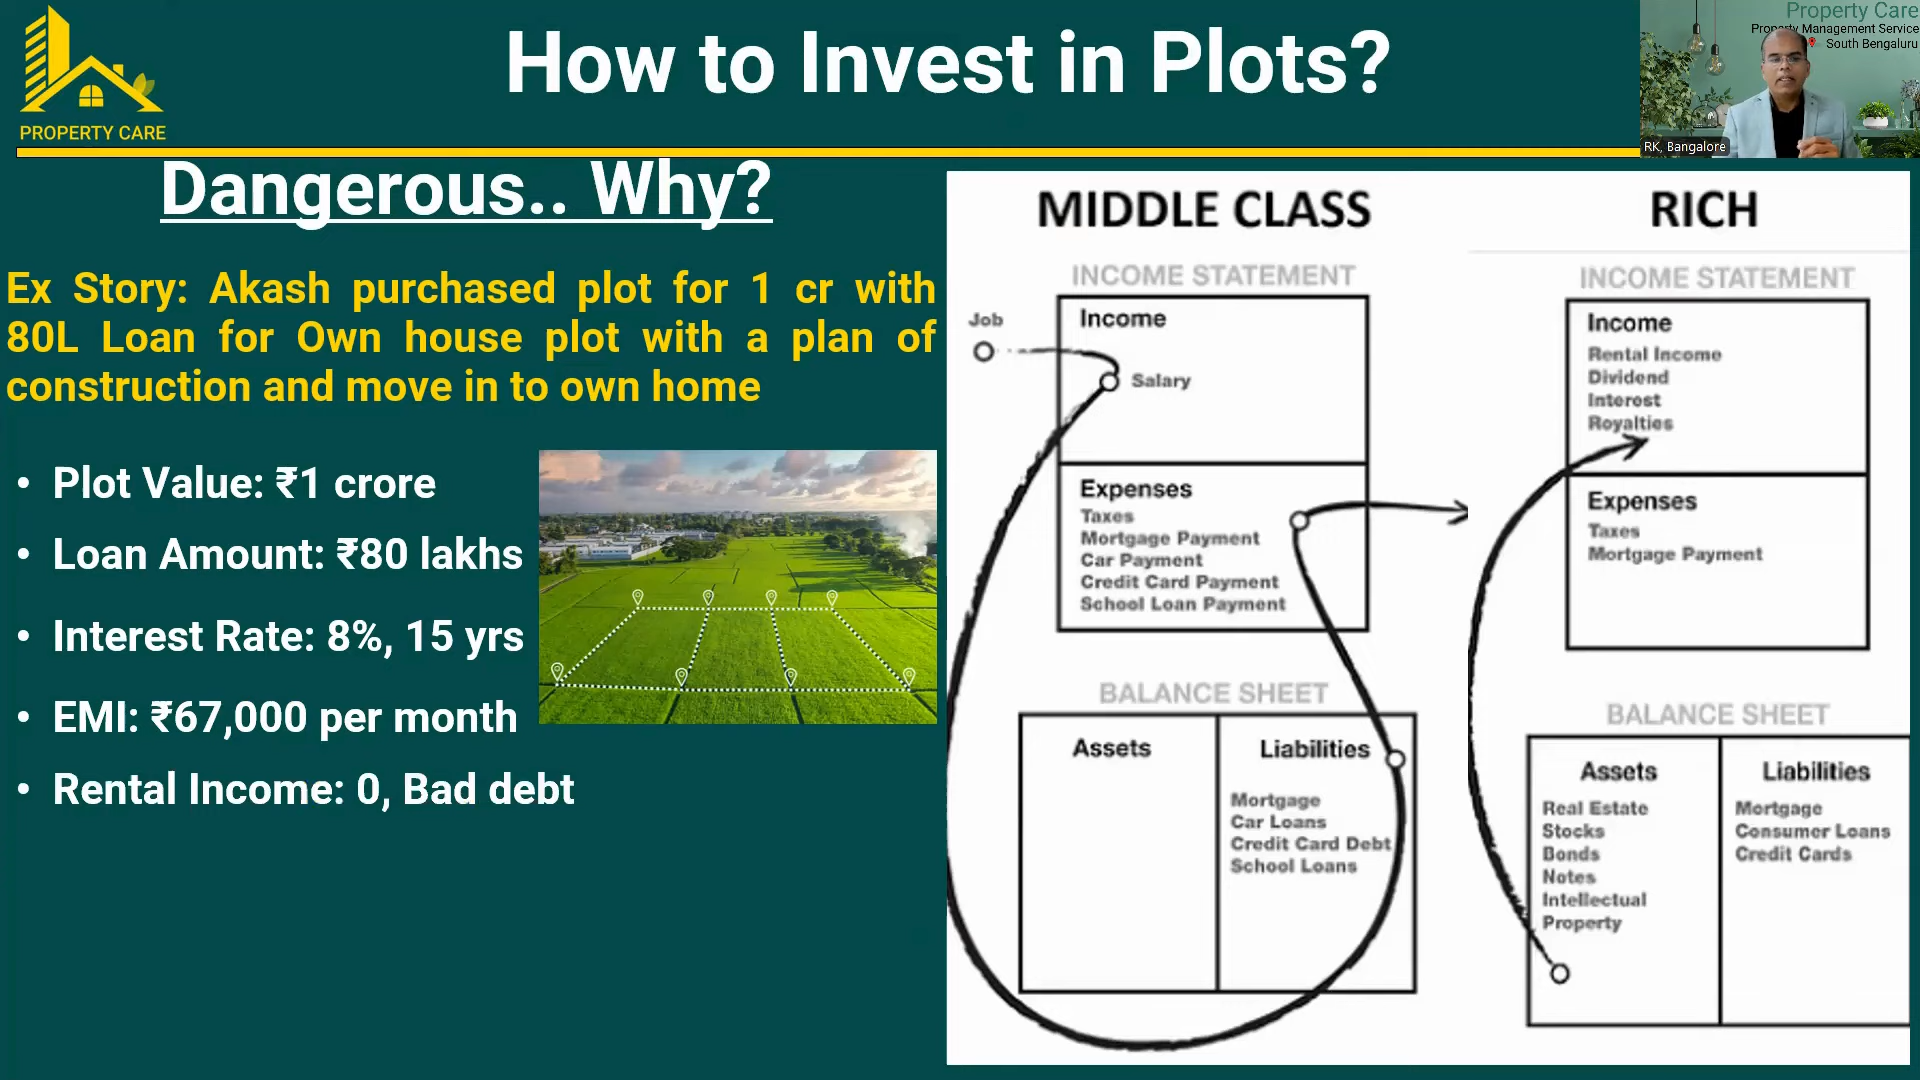 How to Invest in Plots?
PROPERTY CARE
Property Care
Property Management Service
South Bengaluru
RK, Bangalore
Dangerous.. Why?
Ex Story: Akash purchased plot for 1 cr with
80L Loan for Own house plot with a plan of
construction and move in to own home
• Plot Value: ₹1 crore
• Loan Amount: ₹80 lakhs
• Interest Rate: 8%, 15 yrs
• EMI: ₹67,000 per month
• Rental Income: 0, Bad debt
MIDDLE CLASS
INCOME STATEMENT
Job
Income
Salary
Expenses
Taxes
Mortgage Payment
Car Payment
Credit Card Payment
School Loan Payment
BALANCE SHEET
Assets
Liabilities
Mortgage
Car Loans
Credit Card Debt
School Loans
RICH
INCOME STATEMENT
Income
Rental Income
Dividend
Interest
Royalties
Expenses
Taxes
Mortgage Payment
BALANCE SHEET
Assets
Real Estate
Stocks
Bonds
Notes
Intellectual
Property
Liabilities
Mortgage
Consumer Loans
Credit Cards